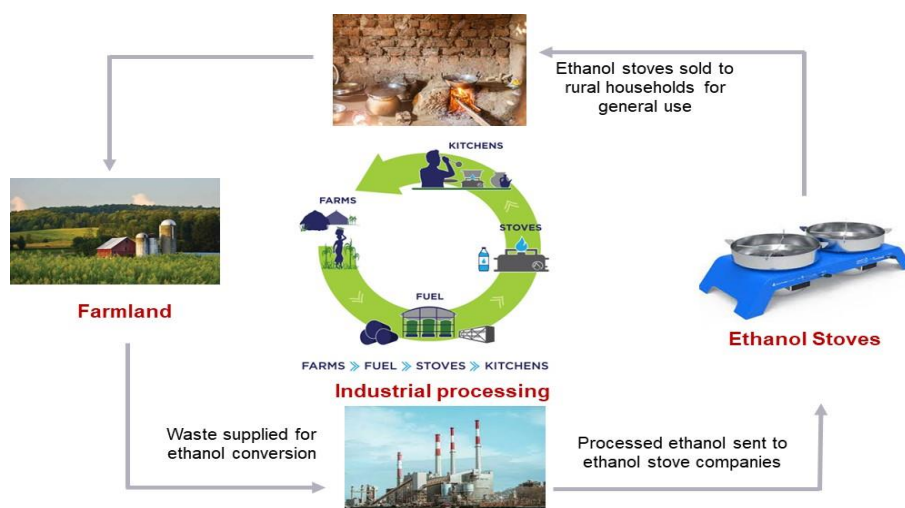 Ethanol stoves sold to
rural households for
general use
KITCHENS
FARMS
STOVES
FUEL
Farmland
Ethanol Stoves
FARMS >> FUEL >> STOVES >> KITCHENS
Industrial processing
Waste supplied for
ethanol conversion
Processed ethanol sent to
ethanol stove companies